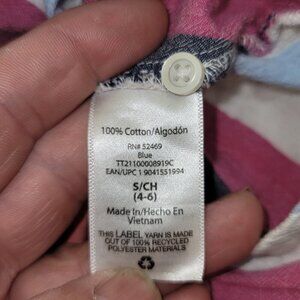 100% Cotton/Algodón
RN# 52469
Blue
TT21100008919C
EAN/UPC 1 9041551994
S/CH
(4-6)
Made In/Hecho En
Vietnam
THIS LABEL YARN IS MADE
OUT OF 100% RECYCLED
POLYESTER MATERIALS